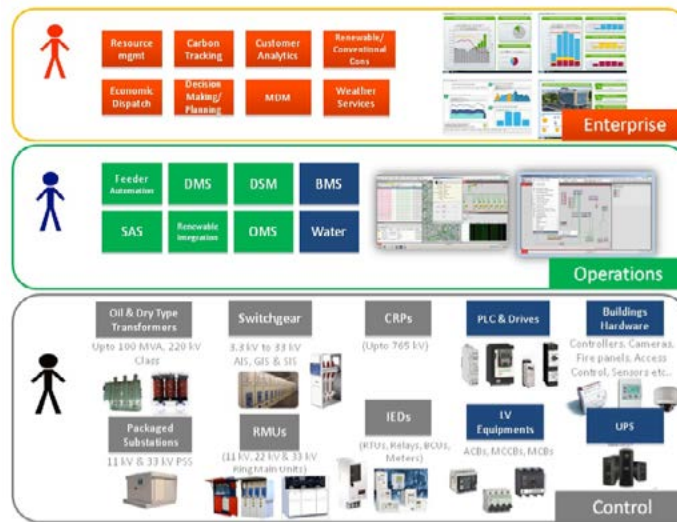 Resource
mgmt
Carbon
Tracking
Customer
Analytics
Renewable/
Conventional
Cons
Economic
Dispatch
Decision
Making/
Planning
MDM
Weather
Services
Enterprise
Feeder
Automation
DMS
DSM
BMS
SAS
Renewable
Integration
OMS
Water
Operations
Oil & Dry Type
Transformers
Upto 100 MVA, 220 kV
Class
Switchgear
3.3 kV to 33 kV
AIS, GIS & SIS
CRPs
(Upto 765 kV)
PLC & Drives
Buildings
Hardware
Controllers, Cameras,
Fire panels, Access
Control, Sensors etc..
Packaged
Substations
11 kV & 33 kV PSS
RMUs
(11 kV, 22 kV & 33 kV
Ring Main Units)
IEDs
(RTUs, Relays, BCUs,
Meters)
LV
Equipments
ACBs, MCCBs, MCBs
UPS
Control